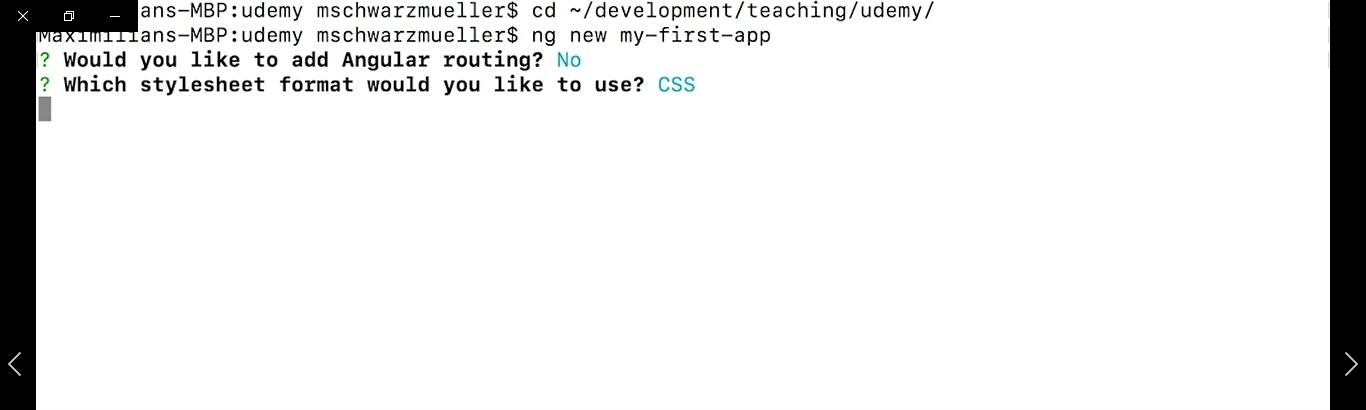 ans-MBP:udemy mschwarzmueller$ cd ~/development/teaching/udemy/
Maximilians-MBP:udemy mschwarzmueller$ ng new my-first-app
? Would you like to add Angular routing? No
? Which stylesheet format would you like to use? CSS